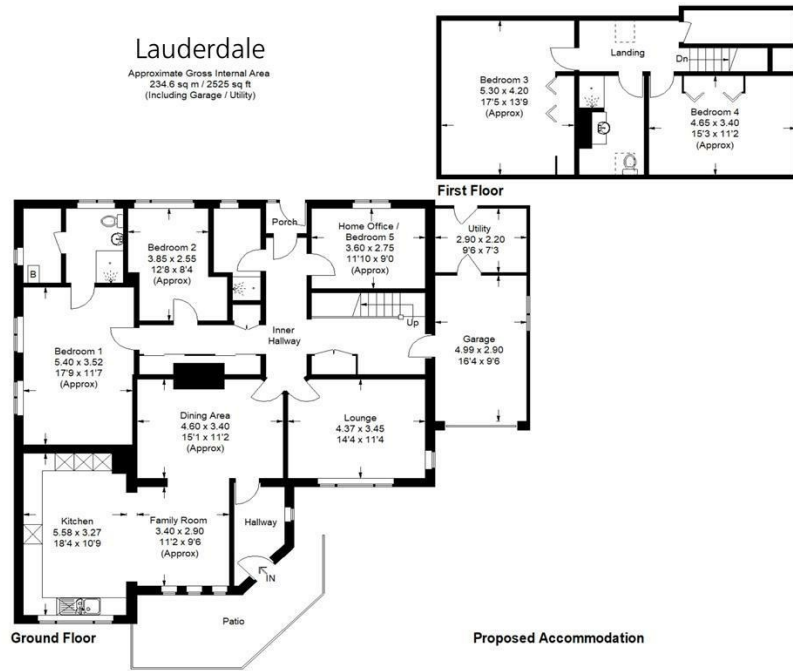 Lauderdale
Approximate Gross Internal Area
234.6 sq m / 2525 sq ft
(Including Garage / Utility)
Landing
Dn
Bedroom 3
5.30 x 4.20
17'5 x 13'9
(Approx)
Bedroom 4
4.65 x 3.40
15'3 x 11'2
(Approx)
First Floor
Porch
Bedroom 2
3.85 x 2.55
12'8 x 8'4
(Approx)
Home Office /
Bedroom 5
3.60 x 2.75
11'10 x 9'0
(Approx)
Utility
2.90 x 2.20
9'6 x 7'3
B
Up
Inner
Hallway
Bedroom 1
5.40 x 3.52
17'9 x 11'7
(Approx)
Garage
4.99 x 2.90
16'4 x 9'6
Dining Area
4.60 x 3.40
15'1 x 11'2
(Approx)
Lounge
4.37 x 3.45
14'4 x 11'4
Kitchen
5.58 x 3.27
18'4 x 10'9
Family Room
3.40 x 2.90
11'2 x 9'6
(Approx)
Hallway
IN
Patio
Ground Floor
Proposed Accommodation